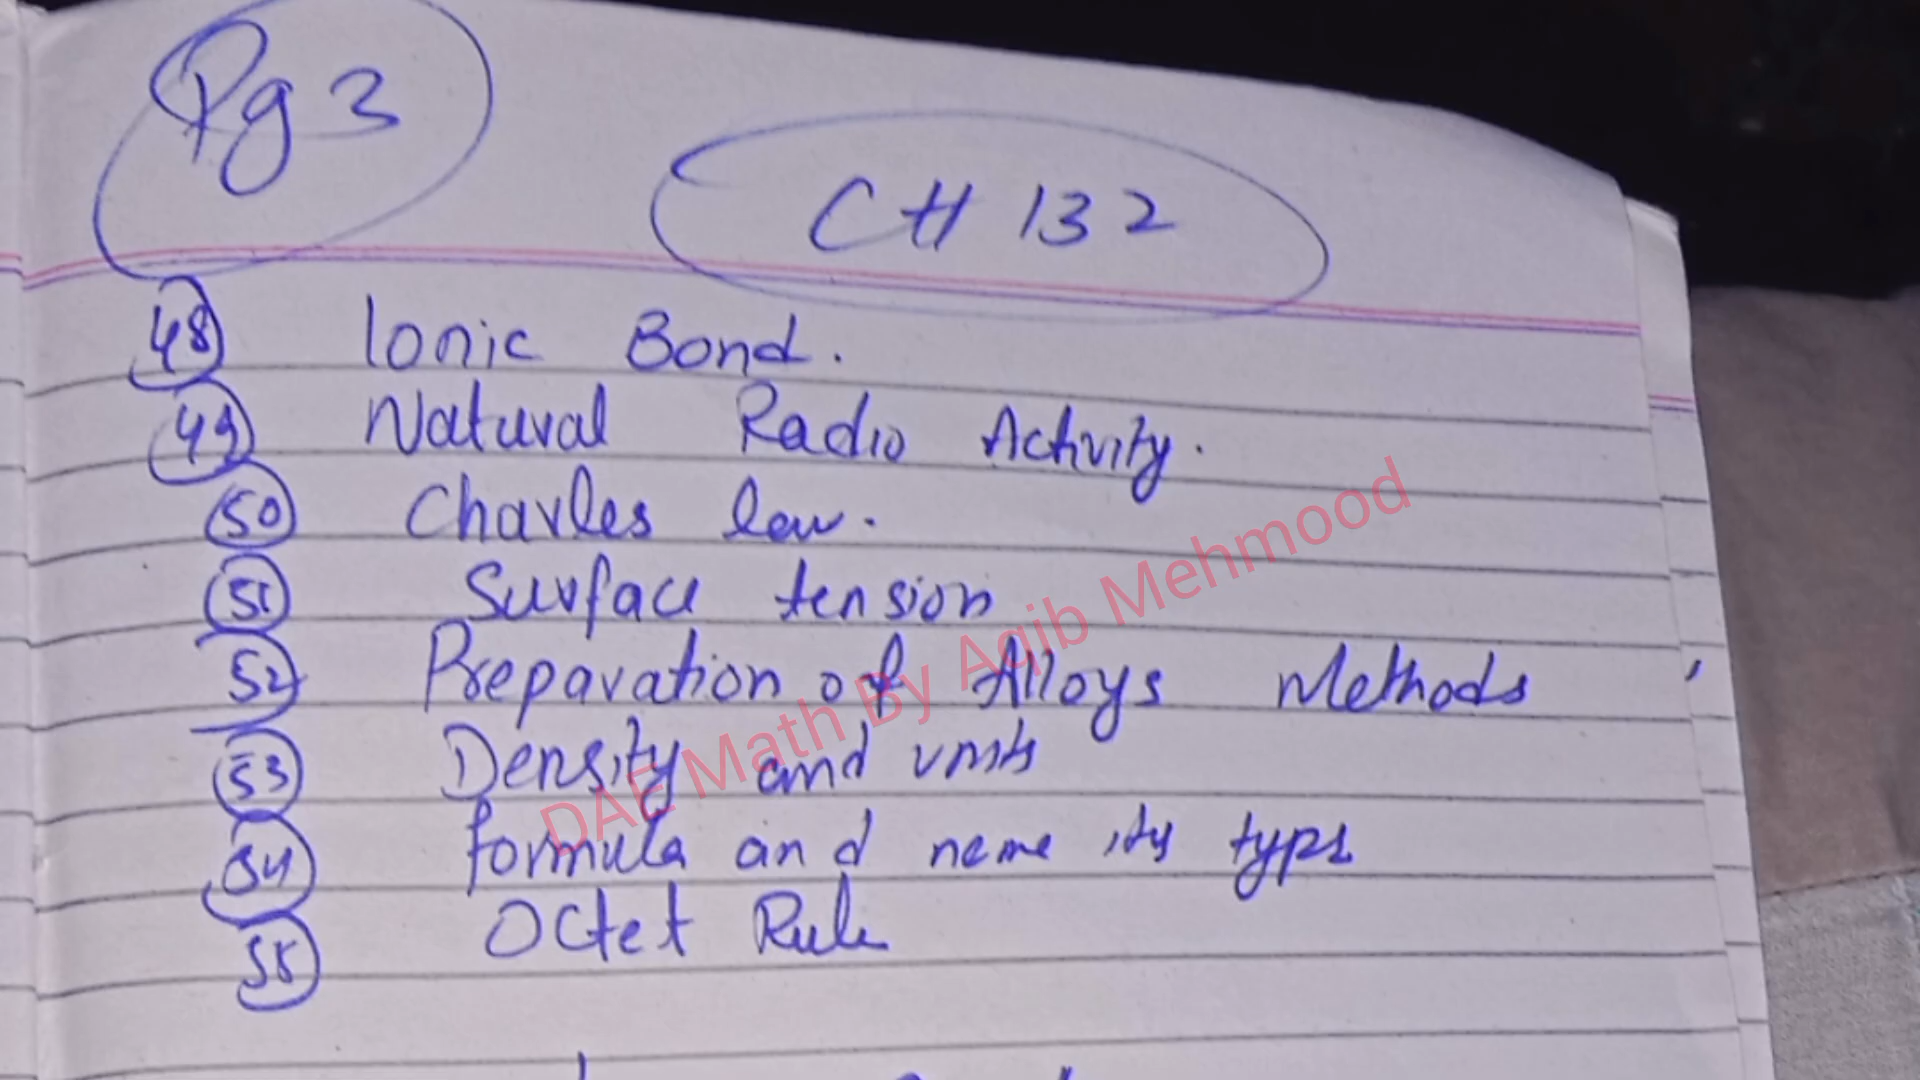 Pg 3
CH 132
48 Ionic Bond.
49 Natural Radio Activity.
50 Charles law.
51 Surface tension
52 Preparation of Alloys Methods
53 Density and units
54 formula and name its types
55 Octet Rule
DAE Math By Aqib Mehmood